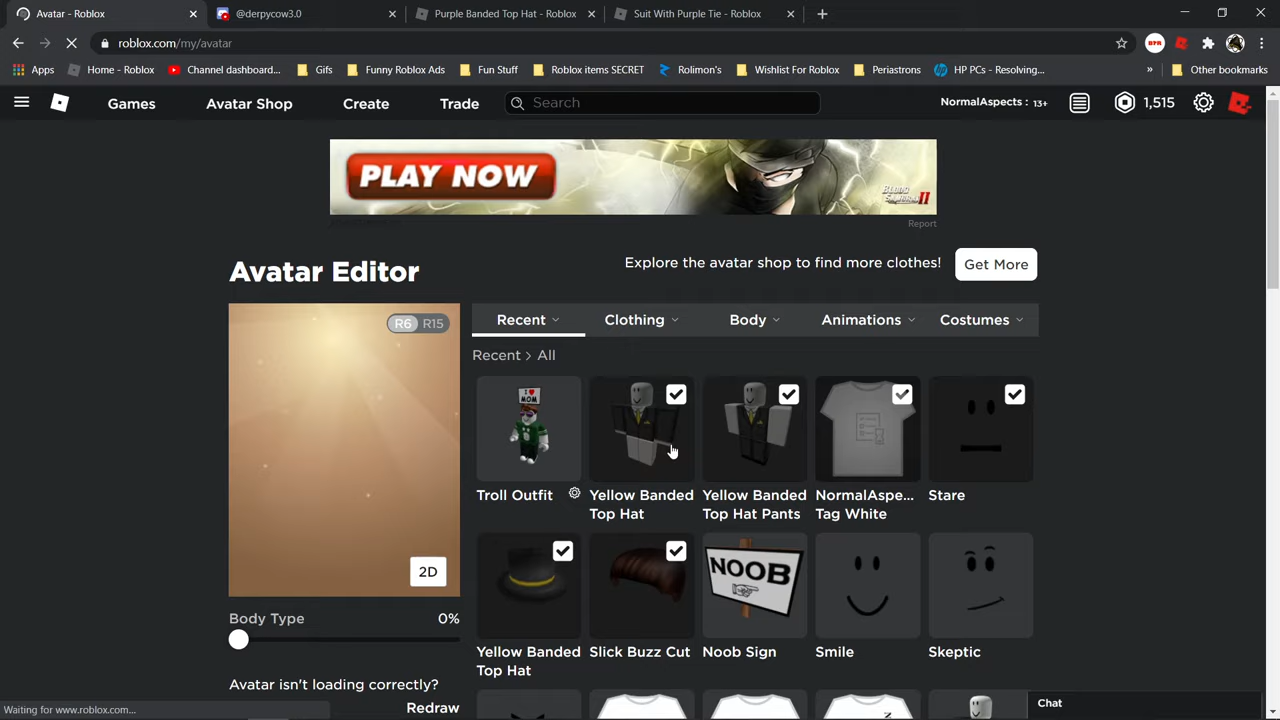 Avatar - Roblox
@derpycow3.0
Purple Banded Top Hat - Roblox
Suit With Purple Tie - Roblox
roblox.com/my/avatar
Apps
Home - Roblox
Channel dashboard...
Gifs
Funny Roblox Ads
Fun Stuff
Roblox items SECRET
Rolimon's
Wishlist For Roblox
Periastrons
HP PCs - Resolving...
»
Other bookmarks
Games
Avatar Shop
Create
Trade
Search
NormalAspects : 13+
1,515
PLAY NOW
Report
Avatar Editor
Explore the avatar shop to find more clothes!
Get More
R6
R15
Recent
Clothing
Body
Animations
Costumes
Recent > All
I ♥
MOM
Troll Outfit
Yellow Banded
Top Hat
Yellow Banded
Top Hat Pants
NormalAspe...
Tag White
Stare
2D
NOOB
Body Type
0%
Yellow Banded
Top Hat
Slick Buzz Cut
Noob Sign
Smile
Skeptic
Avatar isn't loading correctly?
Redraw
Chat
Waiting for www.roblox.com...